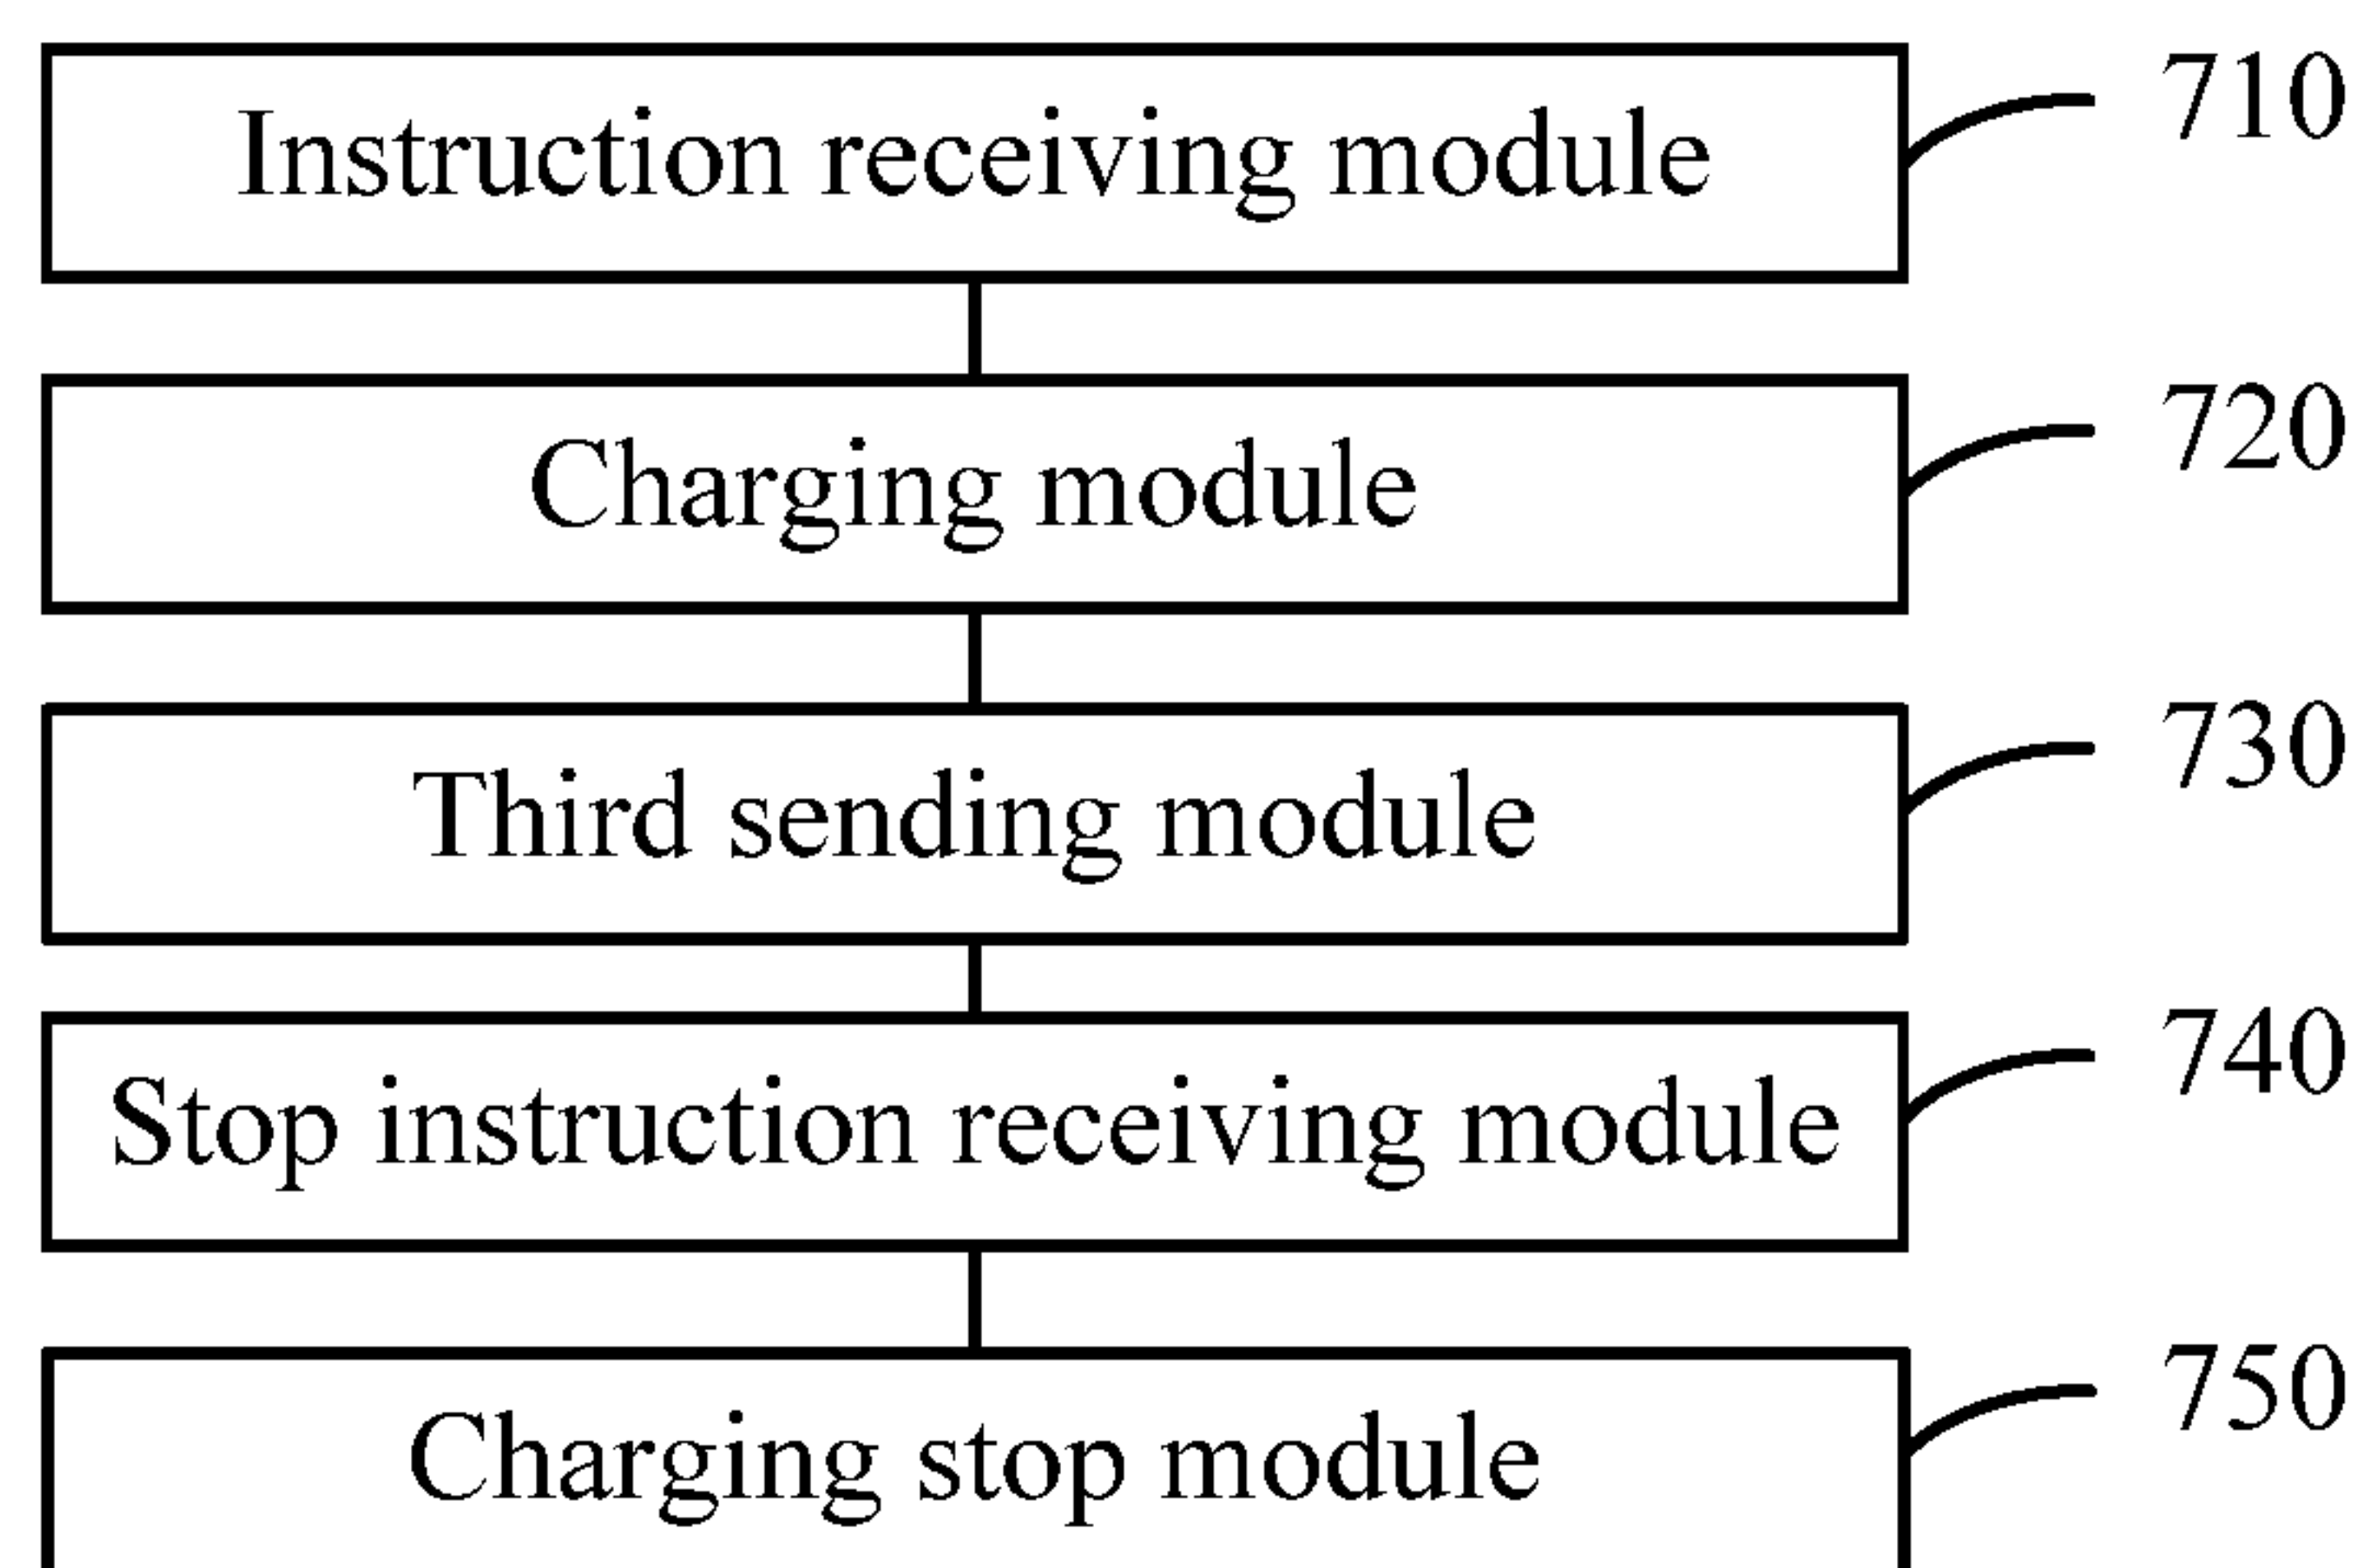 Instruction receiving module 710
Charging module 720
Third sending module 730
Stop instruction receiving module 740
Charging stop module 750